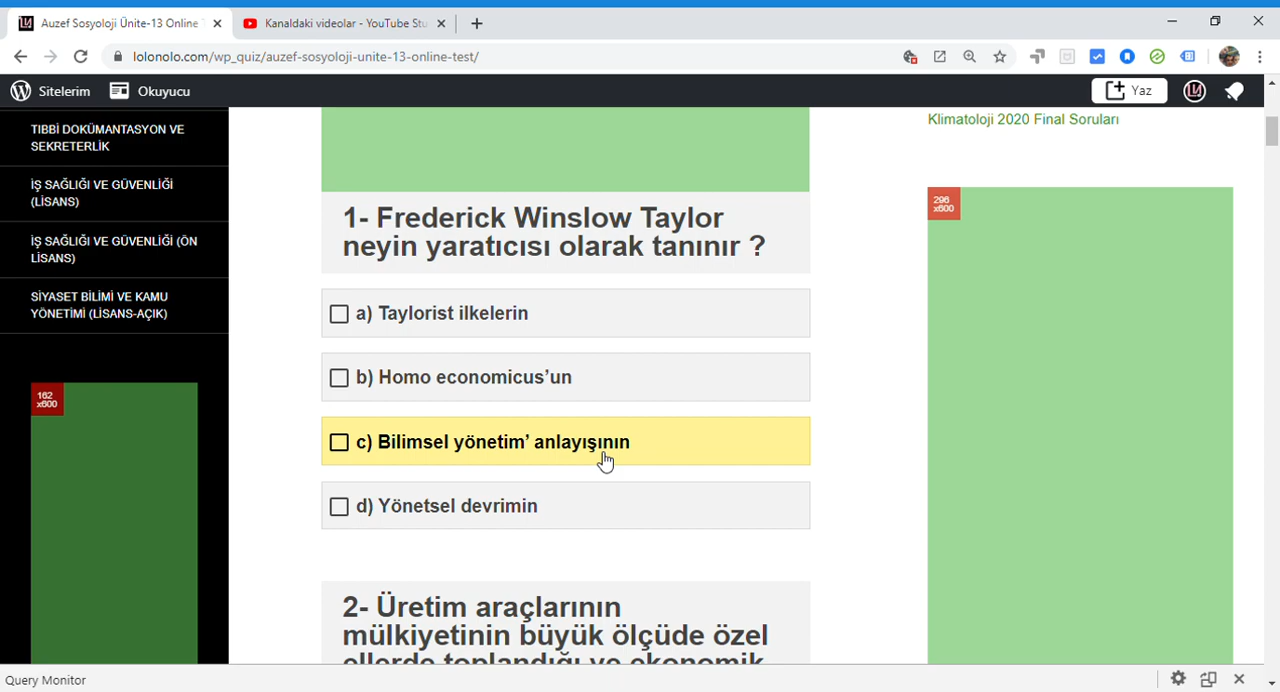 Auzef Sosyoloji Ünite-13 Online
Kanaldaki videolar - YouTube Stu
lolonolo.com/wp_quiz/auzef-sosyoloji-unite-13-online-test/
Sitelerim
Okuyucu
Yaz
TIBBİ DOKÜMANTASYON VE
SEKRETERLİK
İŞ SAĞLIĞI VE GÜVENLİĞİ
(LİSANS)
İŞ SAĞLIĞI VE GÜVENLİĞİ (ÖN
LİSANS)
SİYASET BİLİMİ VE KAMU
YÖNETİMİ (LİSANS-AÇIK)
162
x600
1- Frederick Winslow Taylor
neyin yaratıcısı olarak tanınır ?
a) Taylorist ilkelerin
b) Homo economicus’un
c) Bilimsel yönetim’ anlayışının
d) Yönetsel devrimin
2- Üretim araçlarının
mülkiyetinin büyük ölçüde özel
ellerde toplandığı ve ekonomik
Klimatoloji 2020 Final Soruları
296
x600
Query Monitor